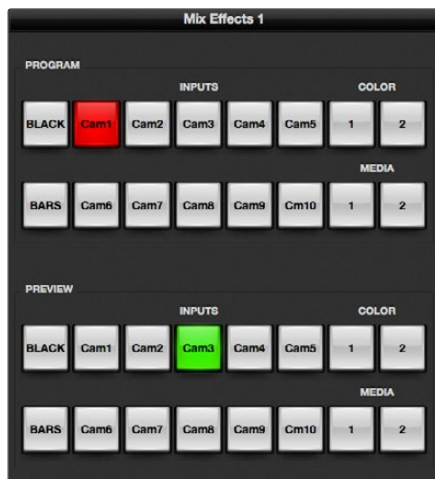 Mix Effects 1
PROGRAM
INPUTS COLOR
BLACK Cam1 Cam2 Cam3 Cam4 Cam5 1 2
MEDIA
BARS Cam6 Cam7 Cam8 Cam9 Cm10 1 2
PREVIEW
INPUTS COLOR
BLACK Cam1 Cam2 Cam3 Cam4 Cam5 1 2
MEDIA
BARS Cam6 Cam7 Cam8 Cam9 Cm10 1 2